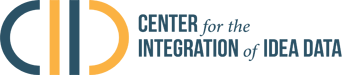 CENTER for the
INTEGRATION of IDEA DATA